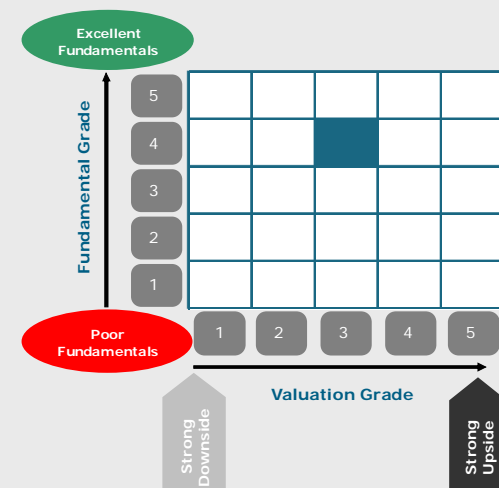 Excellent
Fundamentals
Fundamental Grade
5
4
3
2
1
Poor
Fundamentals
1 2 3 4 5
Valuation Grade
Strong
Downside
Strong
Upside